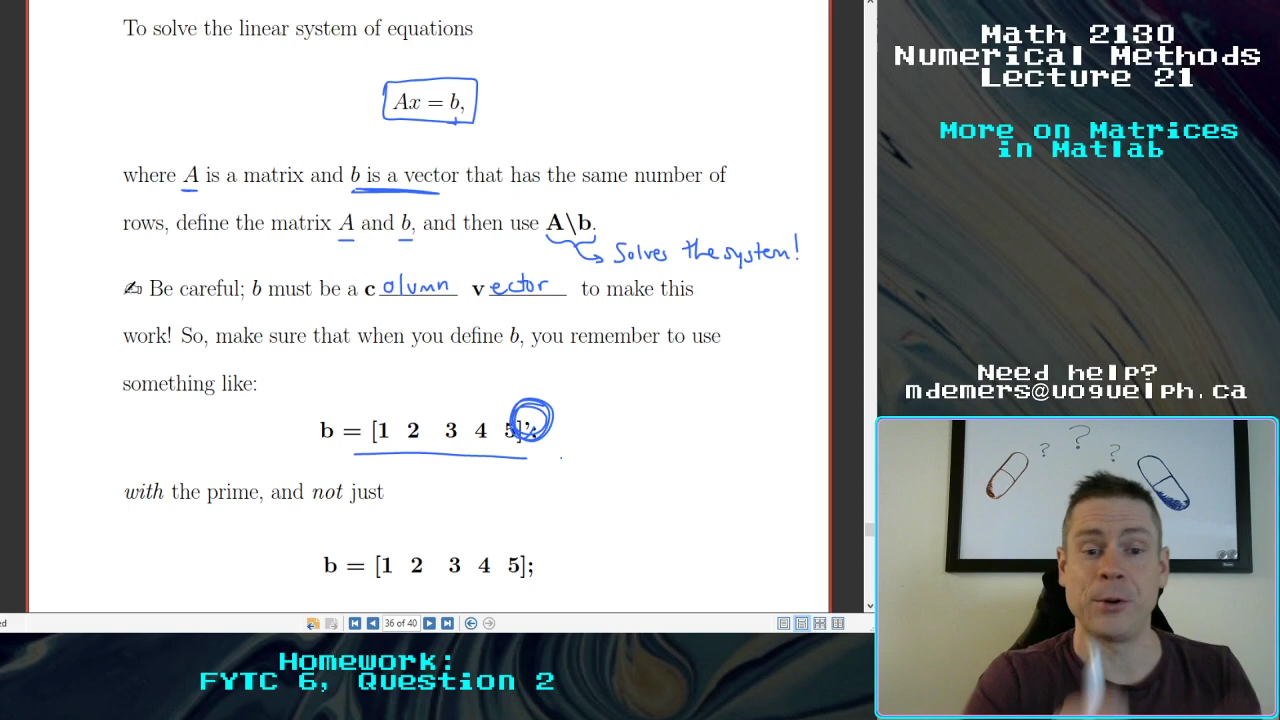 To solve the linear system of equations
Ax = b,
where A is a matrix and b is a vector that has the same number of
rows, define the matrix A and b, and then use A\b.
Solves the system!
✍ Be careful; b must be a column vector to make this
work! So, make sure that when you define b, you remember to use
something like:
b = [1 2 3 4 5]';
with the prime, and not just
b = [1 2 3 4 5];
36 of 40
Math 2130
Numerical Methods
Lecture 21
More on Matrices
in Matlab
Need help?
mdemers@uoguelph.ca
? ? ?
Homework:
FYTC 6, Question 2